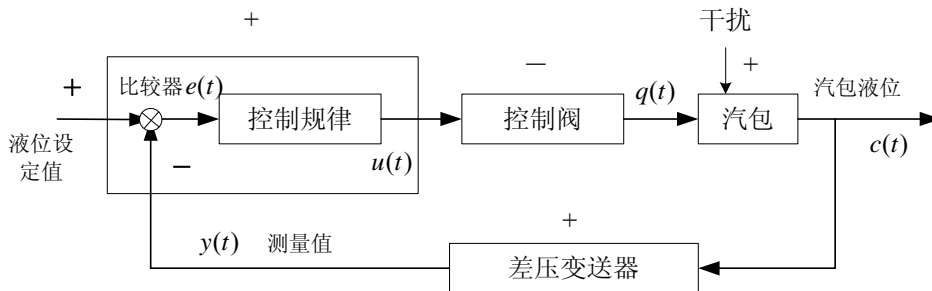 +
干扰
+
比较器 e(t)
−
q(t)
+
汽包液位
控制规律
控制阀
汽包
液位设
定值
−
u(t)
c(t)
+
y(t) 测量值
+
差压变送器